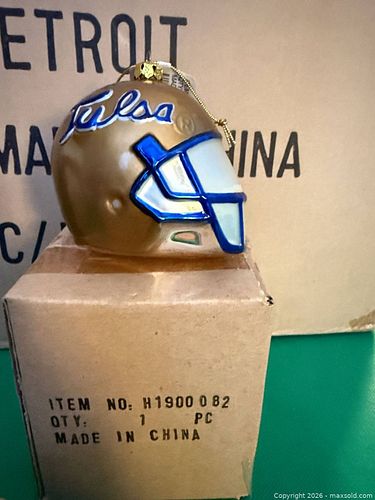 ETROIT
MA
INA
C/
Tulsa ®
ITEM NO: H1900082
QTY: 1 PC
MADE IN CHINA
Copyright 2026 - maxsold.com